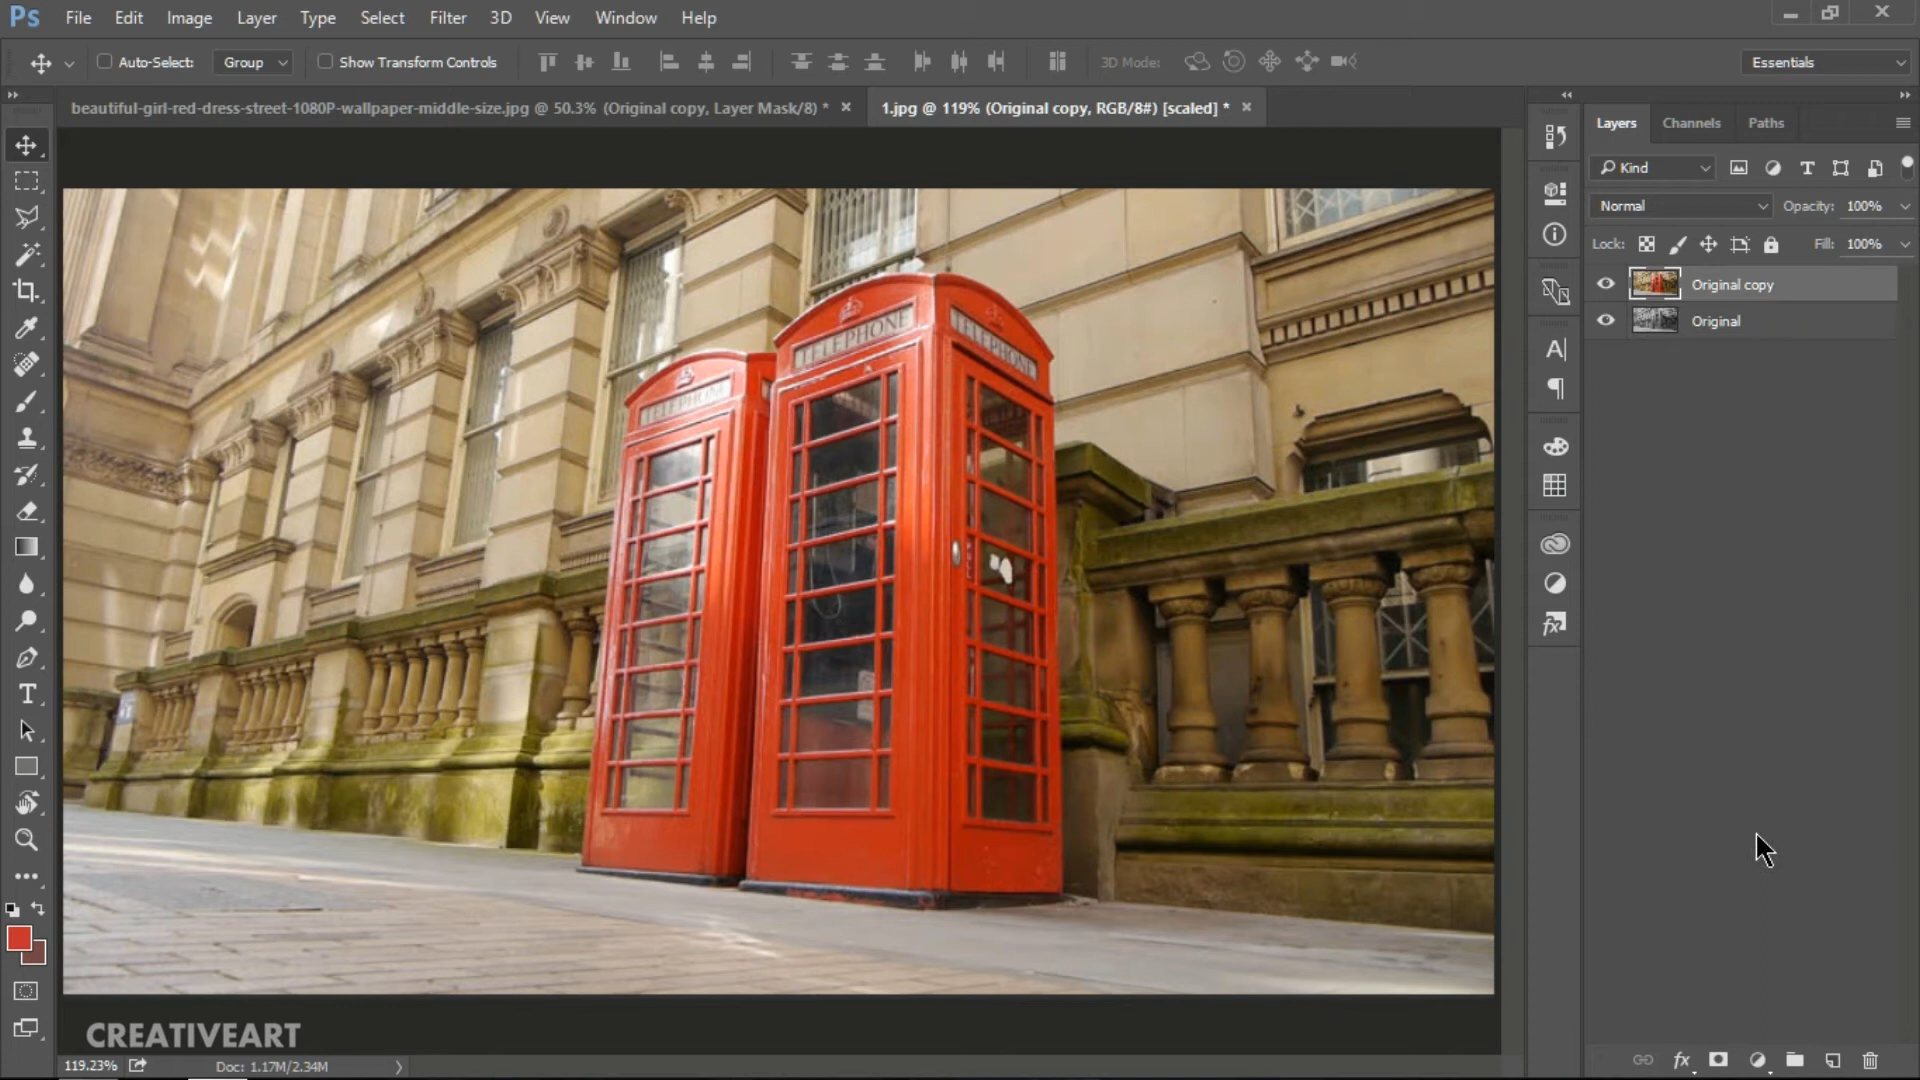 Ps File Edit Image Layer Type Select Filter 3D View Window Help
Auto-Select: Group Show Transform Controls 3D Mode: Essentials
beautiful-girl-red-dress-street-1080P-wallpaper-middle-size.jpg @ 50.3% (Original copy, Layer Mask/8) * × 1.jpg @ 119% (Original copy, RGB/8#) [scaled] * ×
Layers Channels Paths
Kind
Normal Opacity: 100%
Lock: Fill: 100%
Original copy
Original
TELEPHONE TELEPHONE
TELEPHONE
CREATIVEART
119.23% Doc: 1.17M/2.34M